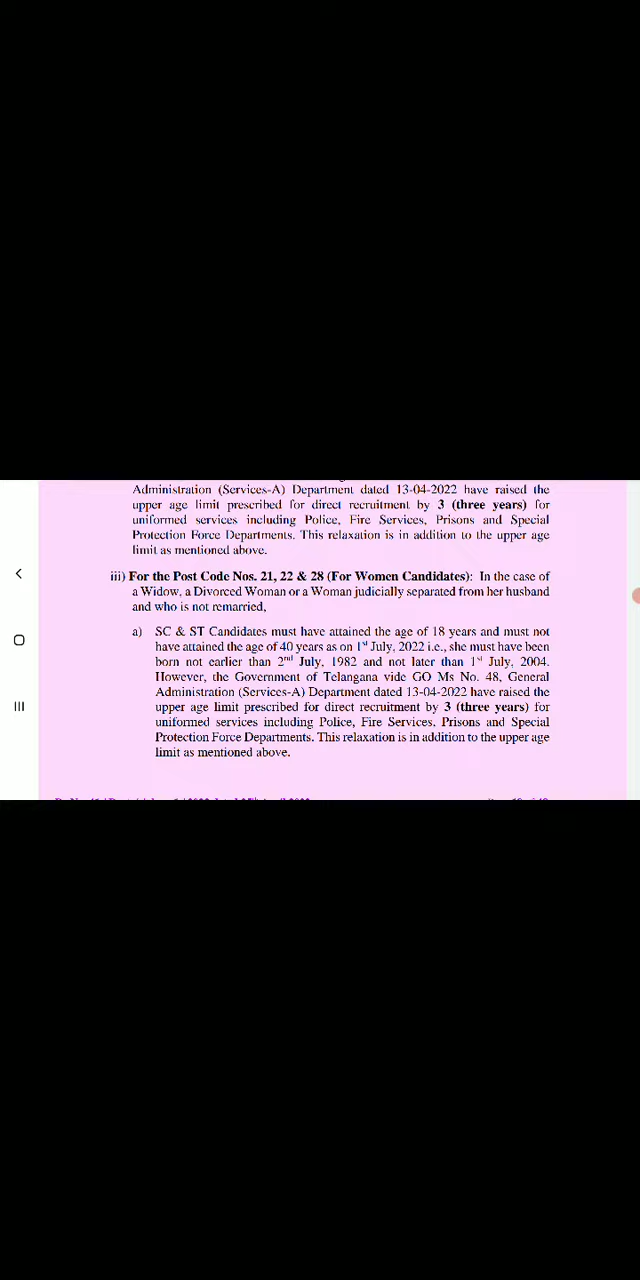 Administration (Services-A) Department dated 13-04-2022 have raised the
upper age limit prescribed for direct recruitment by 3 (three years) for
uniformed services including Police, Fire Services, Prisons and Special
Protection Force Departments. This relaxation is in addition to the upper age
limit as mentioned above.
iii) For the Post Code Nos. 21, 22 & 28 (For Women Candidates): In the case of
a Widow, a Divorced Woman or a Woman judicially separated from her husband
and who is not remarried,
a) SC & ST Candidates must have attained the age of 18 years and must not
have attained the age of 40 years as on 1st July, 2022 i.e., she must have been
born not earlier than 2nd July, 1982 and not later than 1st July, 2004.
However, the Government of Telangana vide GO Ms No. 48, General
Administration (Services-A) Department dated 13-04-2022 have raised the
upper age limit prescribed for direct recruitment by 3 (three years) for
uniformed services including Police, Fire Services, Prisons and Special
Protection Force Departments. This relaxation is in addition to the upper age
limit as mentioned above.